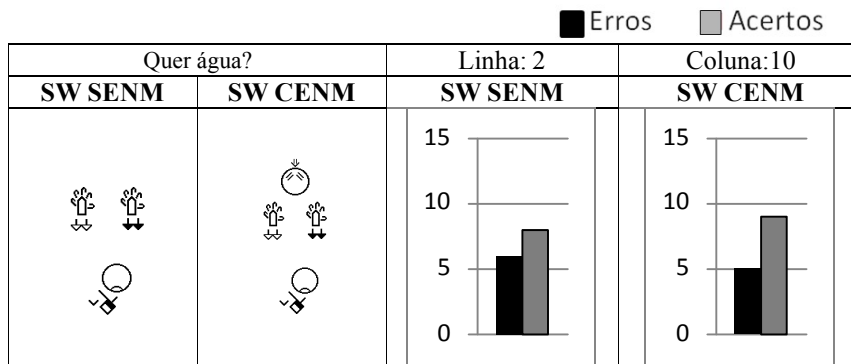 Erros Acertos
Quer água? Linha: 2 Coluna:10
SW SENM SW CENM SW SENM SW CENM
15 15
10 10
5 5
0 0